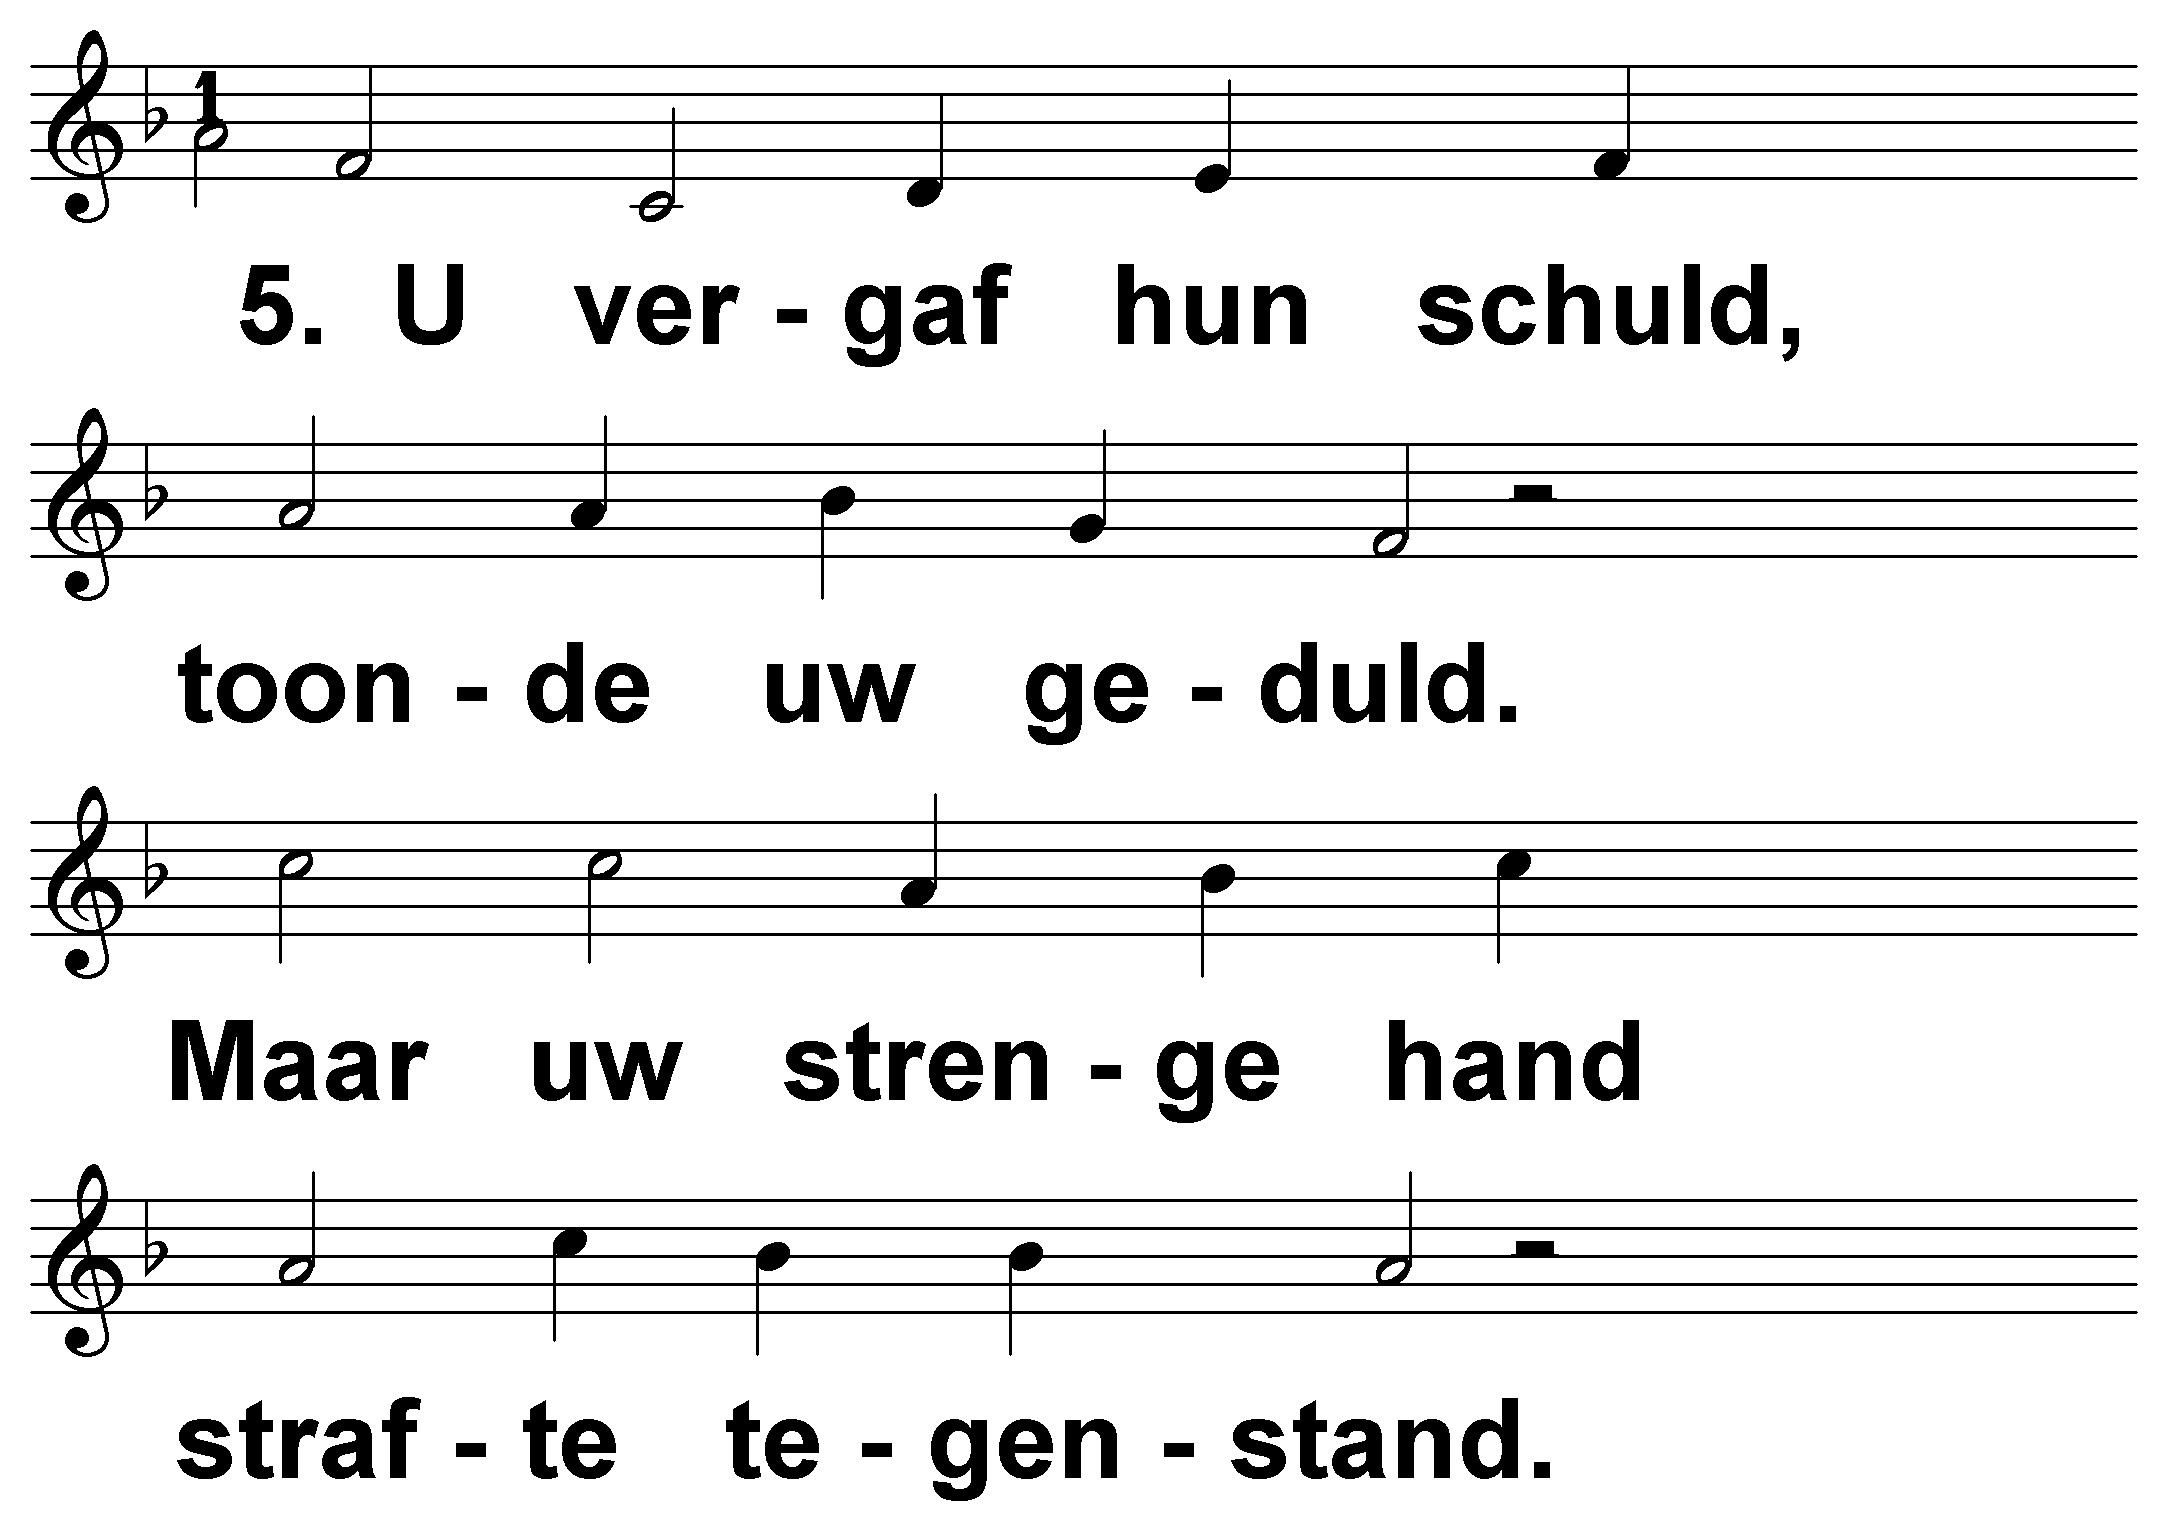 1
5. U ver - gaf hun schuld,
toon - de uw ge - duld.
Maar uw stren - ge hand
straf - te te - gen - stand.